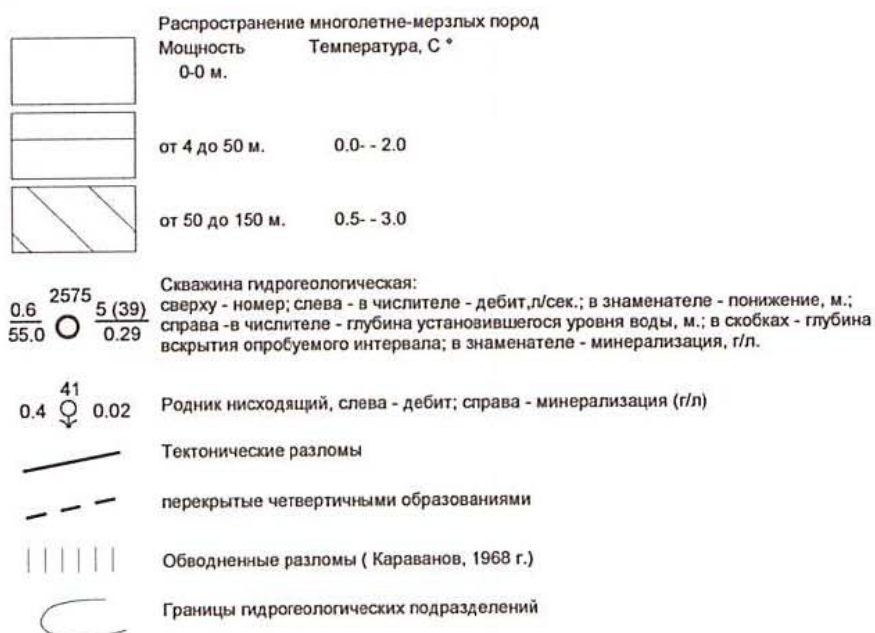 Распространение многолетне-мерзлых пород
Мощность Температура, С °
0-0 м.
от 4 до 50 м. 0.0- - 2.0
от 50 до 150 м. 0.5- - 3.0
Скважина гидрогеологическая:
2575
0.6 5 (39) сверху - номер; слева - в числителе - дебит,л/сек.; в знаменателе - понижение, м.;
55.0 0.29 справа -в числителе - глубина установившегося уровня воды, м.; в скобках - глубина
вскрытия опробуемого интервала; в знаменателе - минерализация, г/л.
41
0.4 0.02 Родник нисходящий, слева - дебит; справа - минерализация (г/л)
Тектонические разломы
перекрытые четвертичными образованиями
Обводненные разломы ( Караванов, 1968 г.)
Границы гидрогеологических подразделений